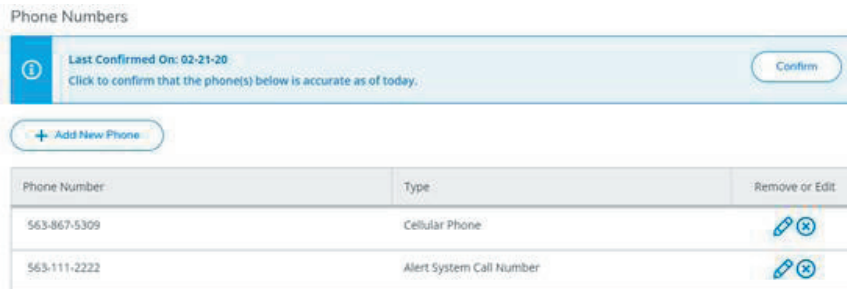 Phone Numbers
Last Confirmed On: 02-21-20
Click to confirm that the phone(s) below is accurate as of today.
Confirm
+ Add New Phone
Phone Number Type Remove or Edit
563-867-5309 Cellular Phone
563-111-2222 Alert System Call Number